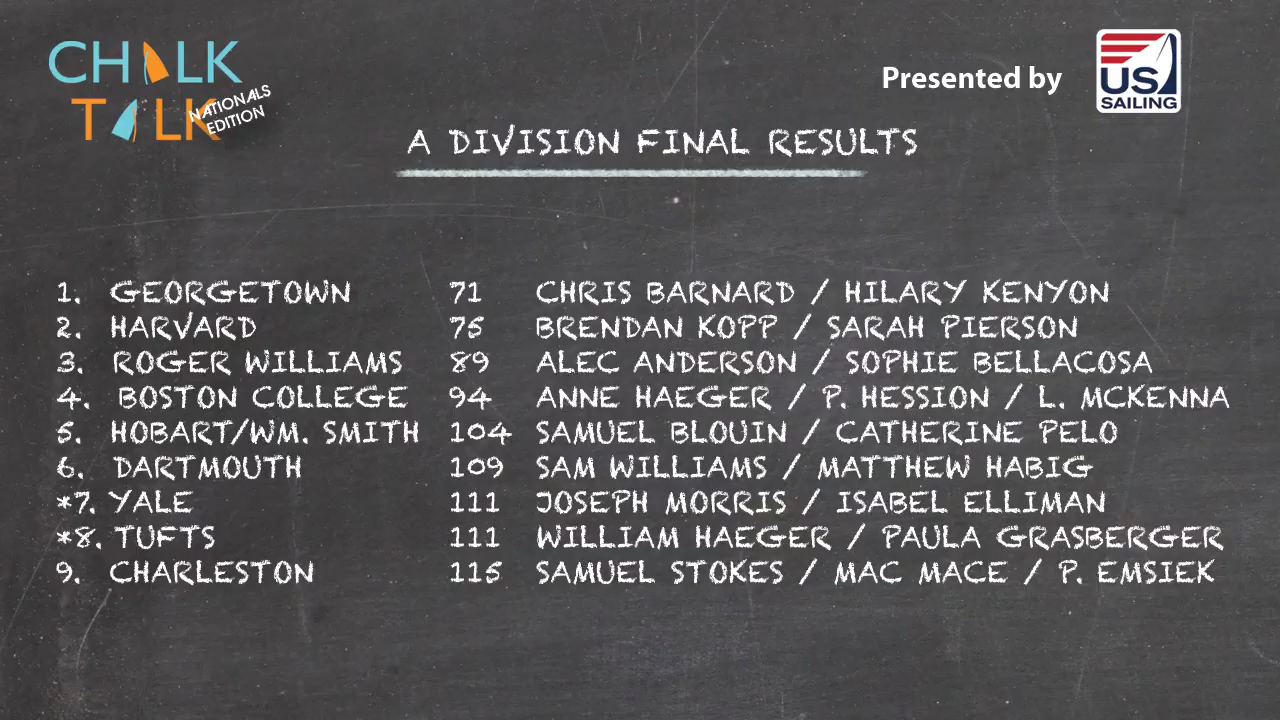 CHALK
TALK
NATIONALS
EDITION
Presented by
US
SAILING
A DIVISION FINAL RESULTS
1. GEORGETOWN 71 CHRIS BARNARD / HILARY KENYON
2. HARVARD 75 BRENDAN KOPP / SARAH PIERSON
3. ROGER WILLIAMS 89 ALEC ANDERSON / SOPHIE BELLACOSA
4. BOSTON COLLEGE 94 ANNE HAEGER / P. HESSION / L. MCKENNA
5. HOBART/WM. SMITH 104 SAMUEL BLOUIN / CATHERINE PELO
6. DARTMOUTH 109 SAM WILLIAMS / MATTHEW HABIG
*7. YALE 111 JOSEPH MORRIS / ISABEL ELLIMAN
*8. TUFTS 111 WILLIAM HAEGER / PAULA GRASBERGER
9. CHARLESTON 115 SAMUEL STOKES / MAC MACE / P. EMSIEK